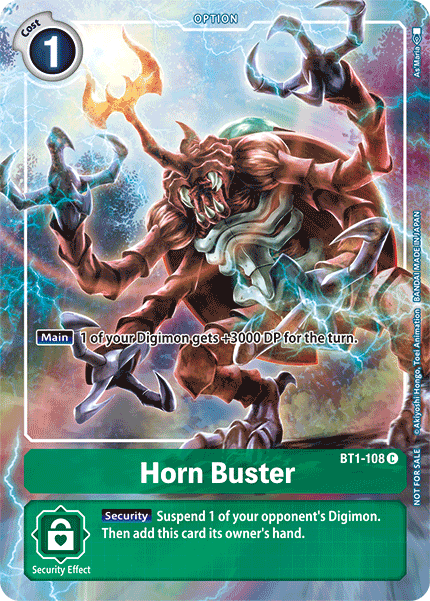 OPTION
Cost
1
As'Maria
Main 1 of your Digimon gets +3000 DP for the turn.
© Akiyoshi Hongo, Toei Animation BANDAI MADE IN JAPAN
NOT FOR SALE
BT1-108 C
Horn Buster
Security Suspend 1 of your opponent's Digimon.
Then add this card its owner's hand.
Security Effect